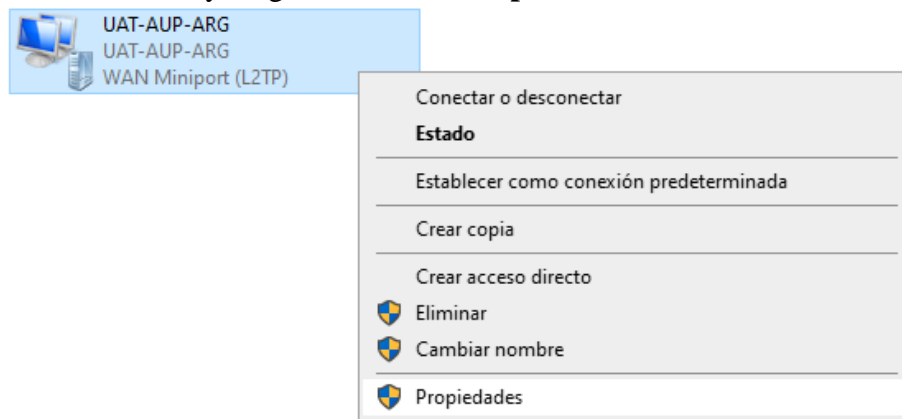 UAT-AUP-ARG
UAT-AUP-ARG
WAN Miniport (L2TP)
Conectar o desconectar
Estado
Establecer como conexión predeterminada
Crear copia
Crear acceso directo
Eliminar
Cambiar nombre
Propiedades